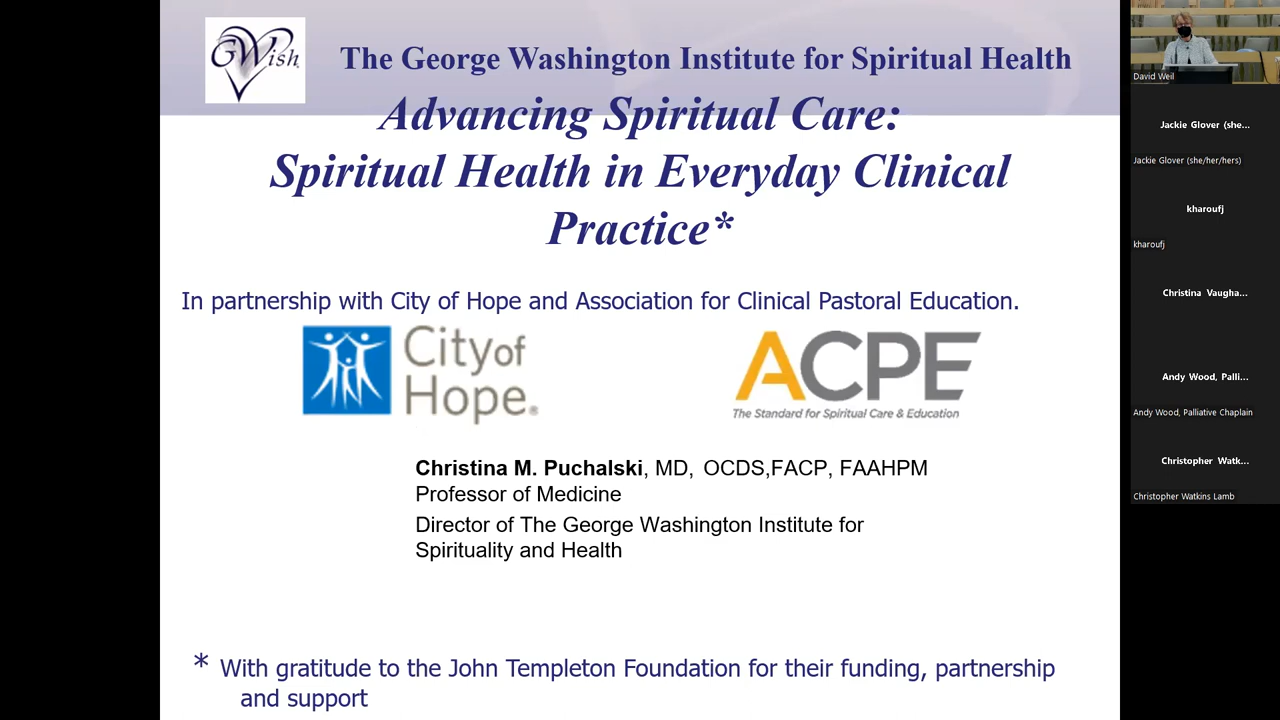 GWish
The George Washington Institute for Spiritual Health
Advancing Spiritual Care:
Spiritual Health in Everyday Clinical
Practice*
In partnership with City of Hope and Association for Clinical Pastoral Education.
City of
Hope®
ACPE
The Standard for Spiritual Care & Education
Christina M. Puchalski, MD, OCDS,FACP, FAAHPM
Professor of Medicine
Director of The George Washington Institute for
Spirituality and Health
* With gratitude to the John Templeton Foundation for their funding, partnership
and support
David Weil
Jackie Glover (she...
Jackie Glover (she/her/hers)
kharoufj
kharoufj
Christina Vaugha...
Andy Wood, Palli...
Andy Wood, Palliative Chaplain
Christopher Watk...
Christopher Watkins Lamb